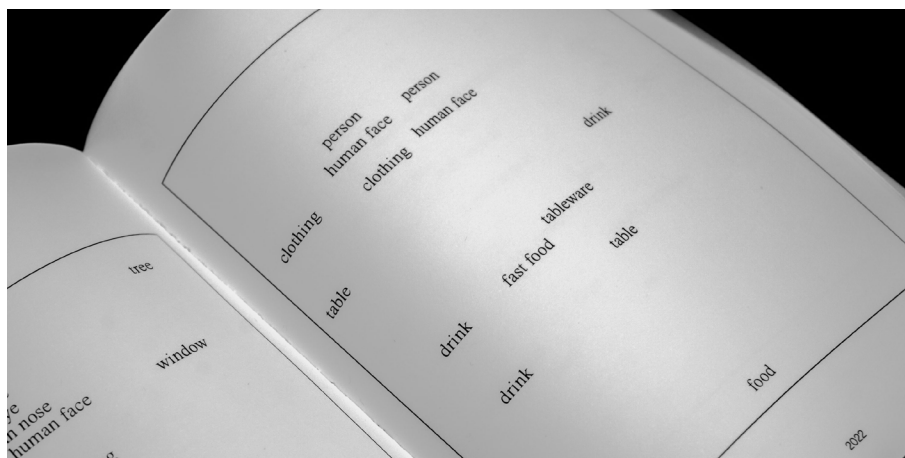 tree
window
n nose
human face
person
person
human face
human face
clothing
drink
clothing
tableware
fast food
table
table
drink
drink
food
2022